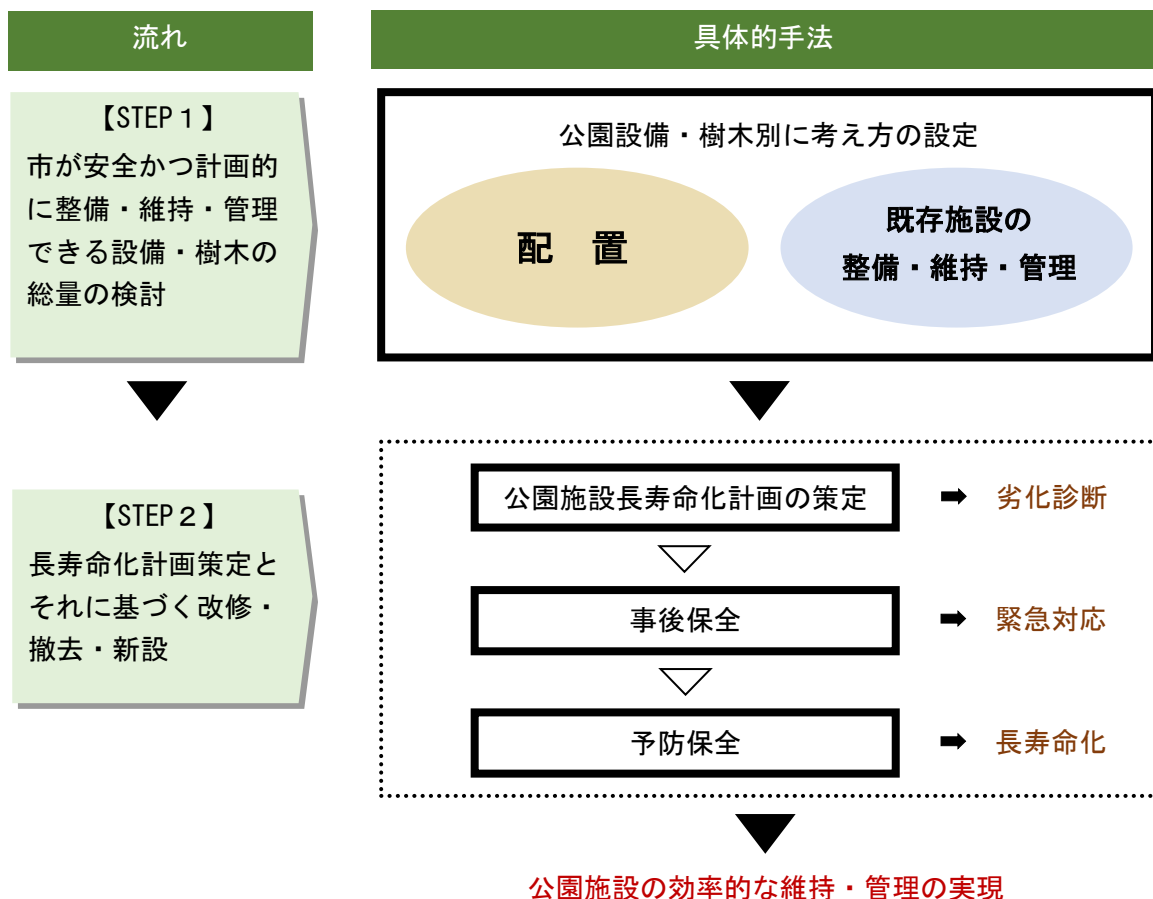 流れ
具体的手法
【STEP１】
市が安全かつ計画的
に整備・維持・管理
できる設備・樹木の
総量の検討
公園設備・樹木別に考え方の設定
配　置
既存施設の
整備・維持・管理
【STEP２】
長寿命化計画策定と
それに基づく改修・
撤去・新設
公園施設長寿命化計画の策定 ➡ 劣化診断
事後保全 ➡ 緊急対応
予防保全 ➡ 長寿命化
公園施設の効率的な維持・管理の実現